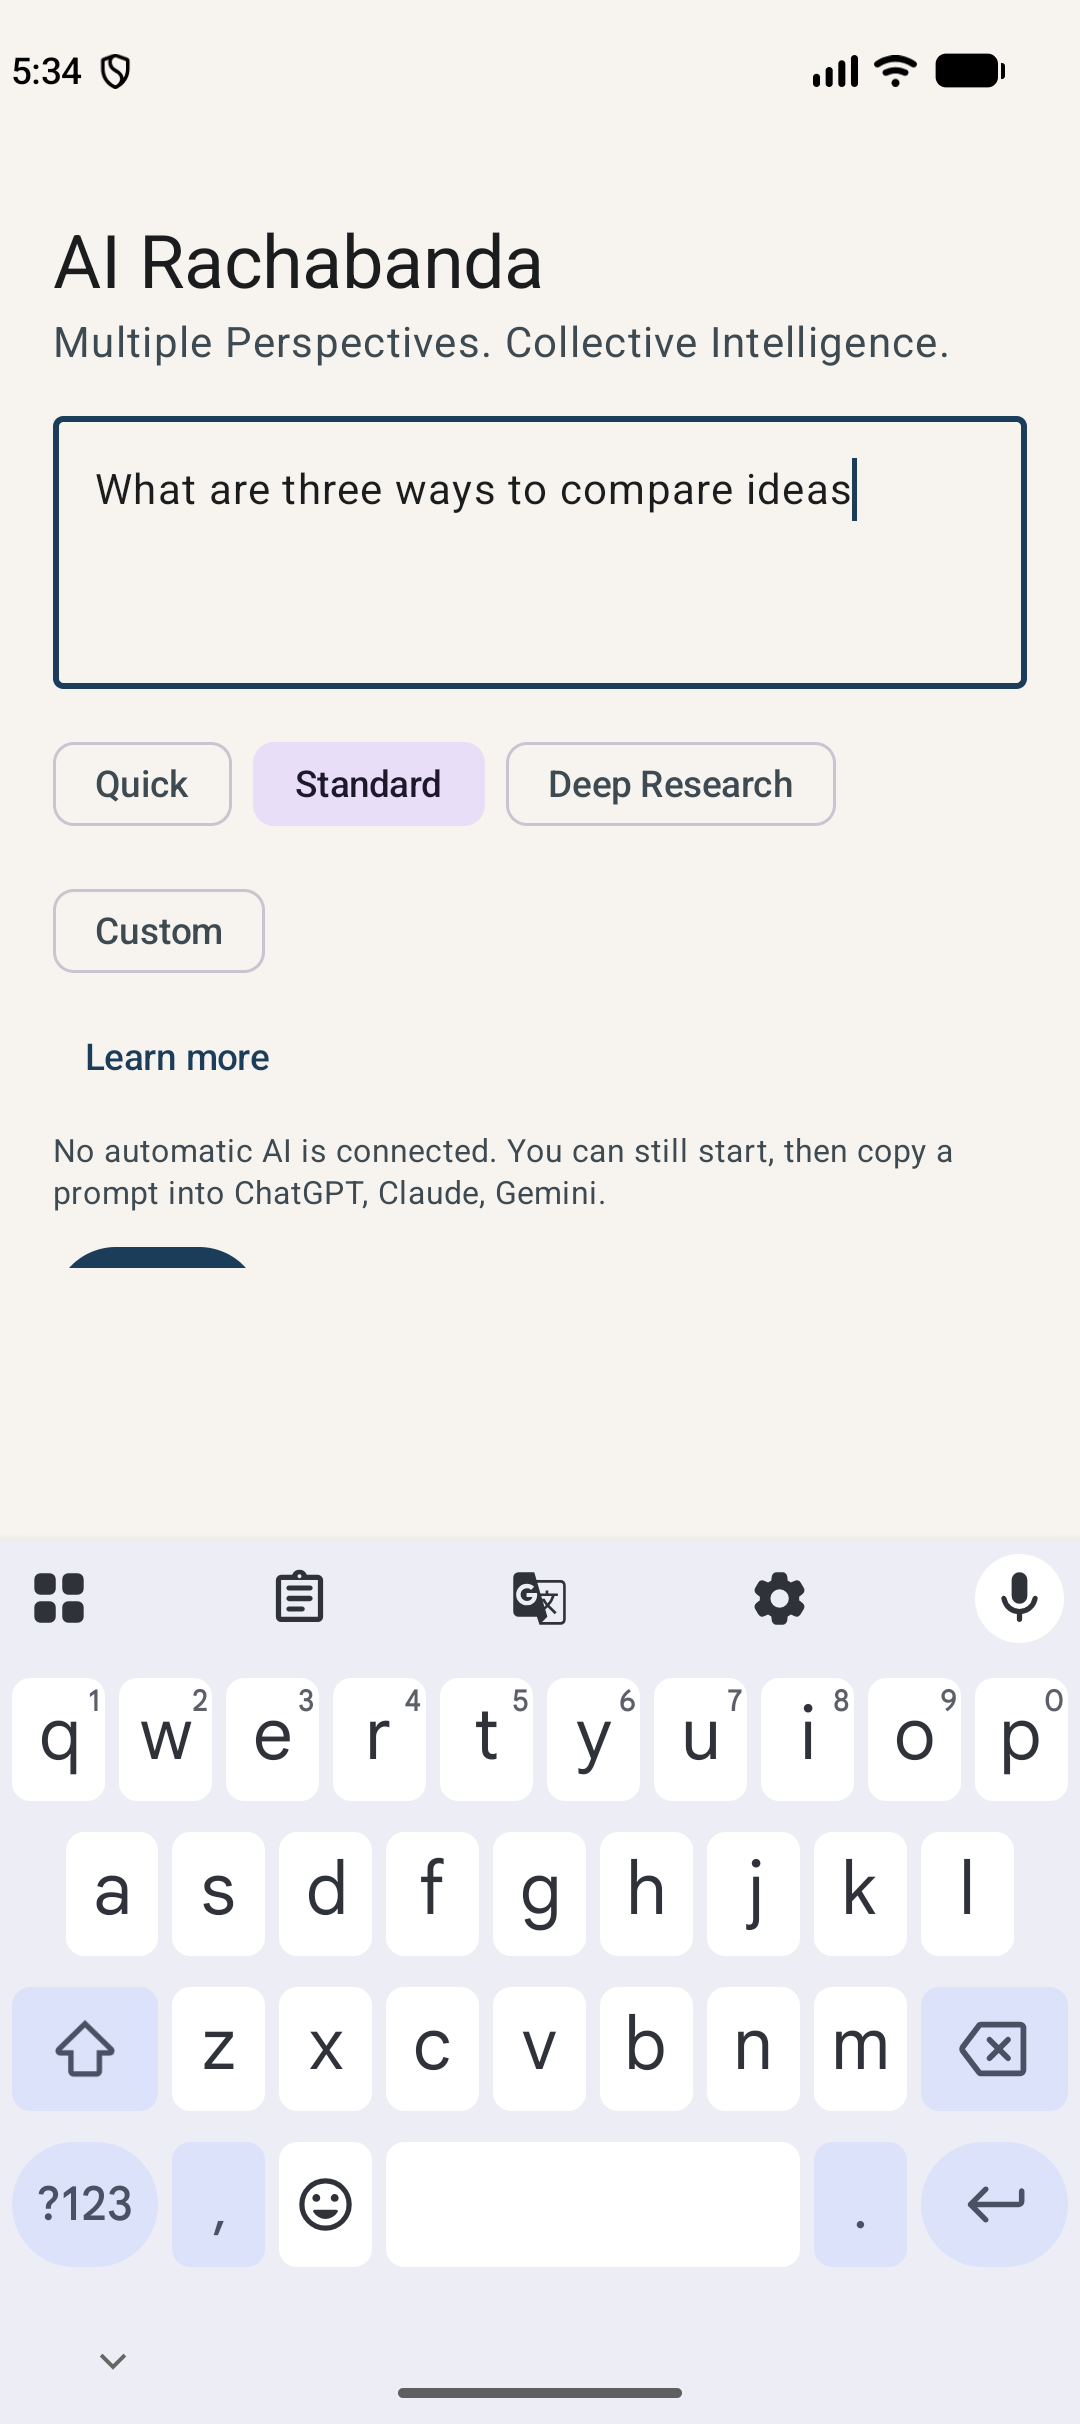 5:34
AI Rachabanda
Multiple Perspectives. Collective Intelligence.
What are three ways to compare ideas
Quick Standard Deep Research
Custom
Learn more
No automatic AI is connected. You can still start, then copy a
prompt into ChatGPT, Claude, Gemini.
q 1 w 2 e 3 r 4 t 5 y 6 u 7 i 8 o 9 p 0
a s d f g h j k l
z x c v b n m
?123 , .